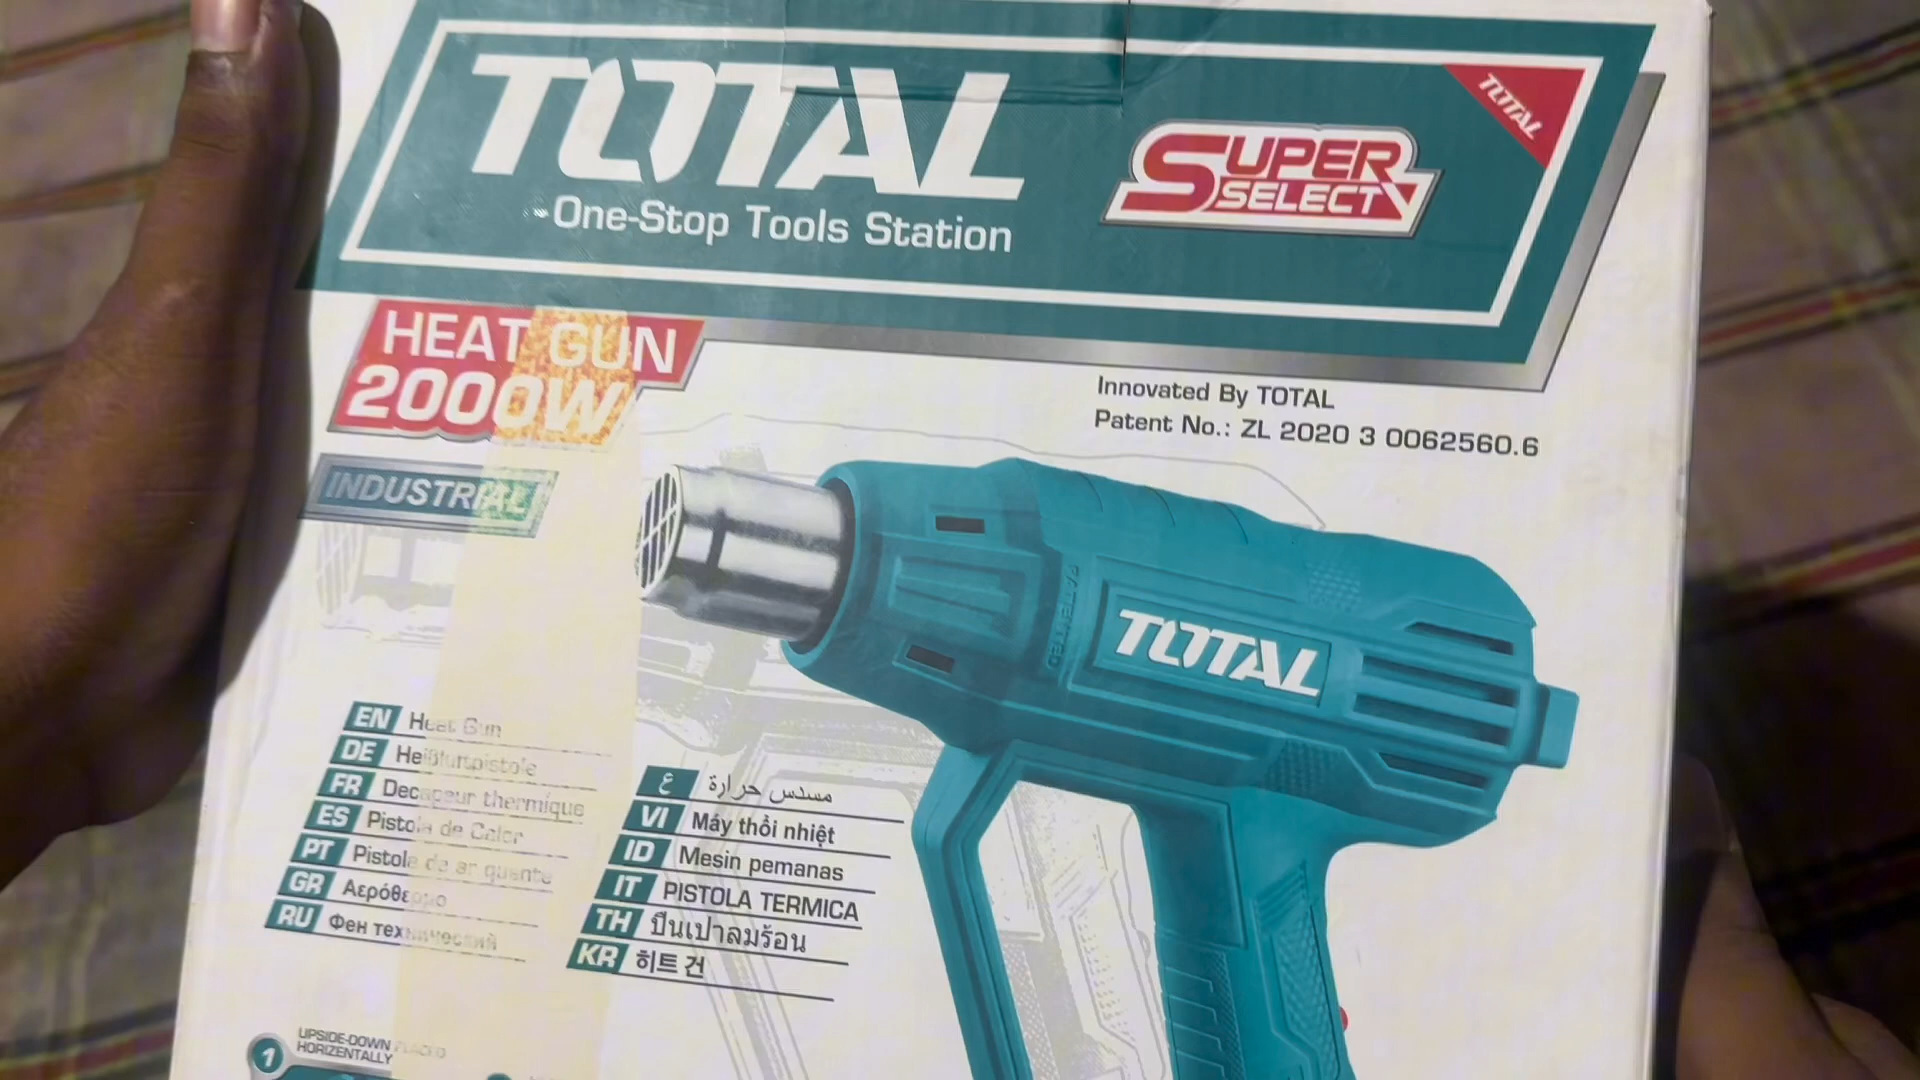 TOTAL
One-Stop Tools Station
SUPER
SELECT
TOTAL
HEAT GUN
2000W
INDUSTRIAL
Innovated By TOTAL
Patent No.: ZL 2020 3 0062560.6
PATENTED
TOTAL
EN Heat Gun
DE Heißluftpistole
FR Decapeur thermique
ES Pistola de Calor
PT Pistola de ar quente
GR Αερόθερμο
RU Фен технический
ع مسدس حرارة
VI Máy thổi nhiệt
ID Mesin pemanas
IT PISTOLA TERMICA
TH ปืนเป่าลมร้อน
KR 히트 건
1 UPSIDE-DOWN PLACED
HORIZENTALLY